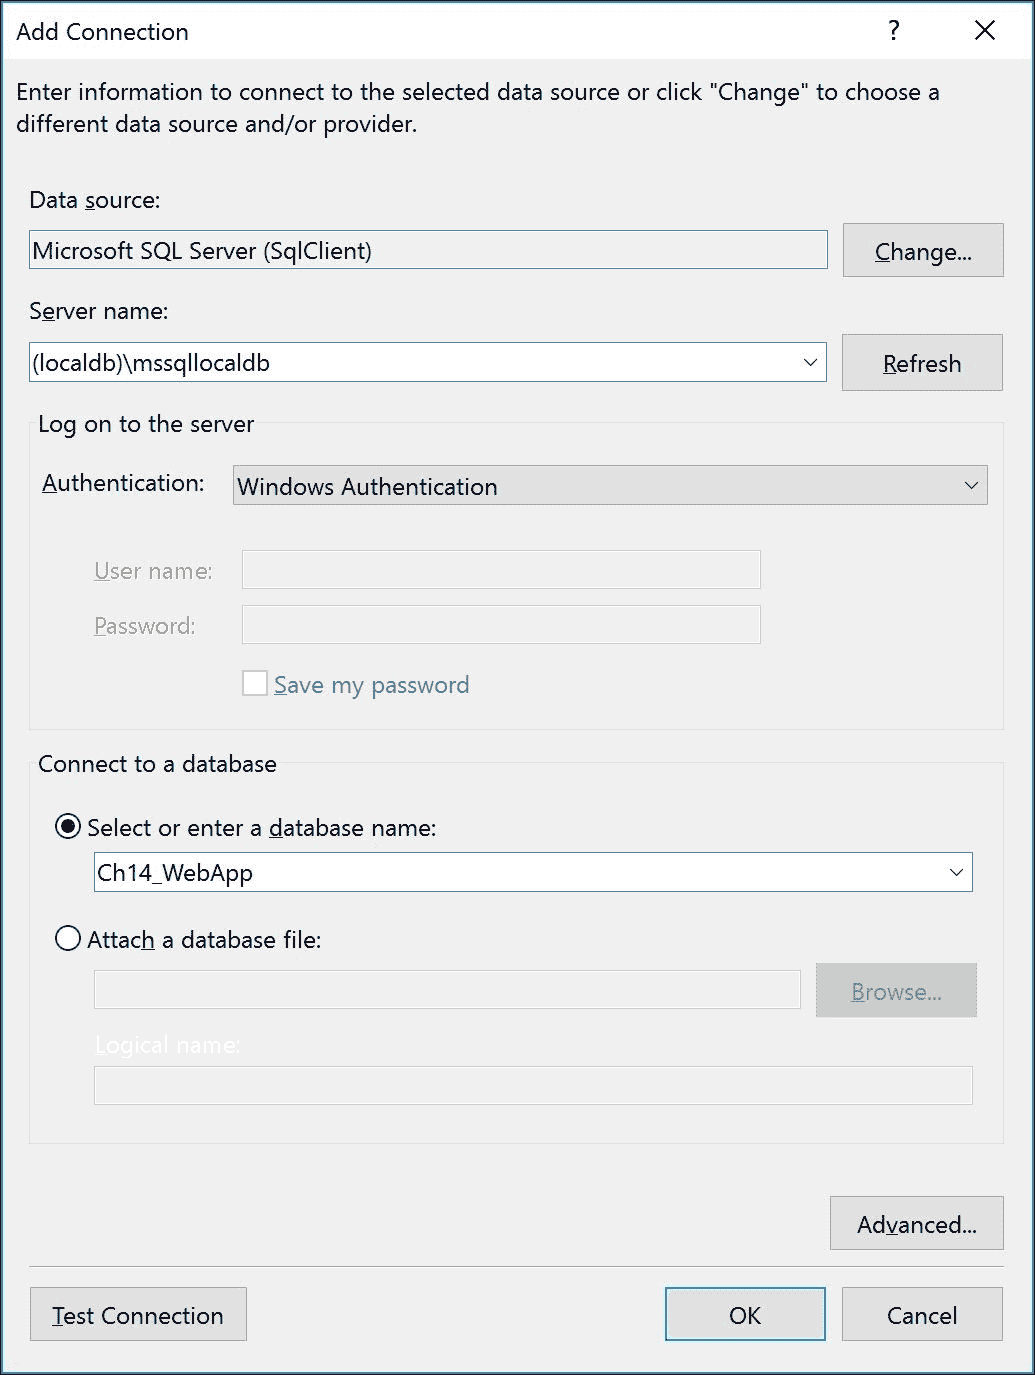 Add Connection
?
Enter information to connect to the selected data source or click "Change" to choose a
different data source and/or provider.
Data source:
Microsoft SQL Server (SqlClient)
Change...
Server name:
(localdb)\mssqllocaldb
Refresh
Log on to the server
Authentication:
Windows Authentication
User name:
Password:
Save my password
Connect to a database
Select or enter a database name:
Ch14_WebApp
Attach a database file:
Browse...
Logical name:
Advanced...
Test Connection
OK
Cancel